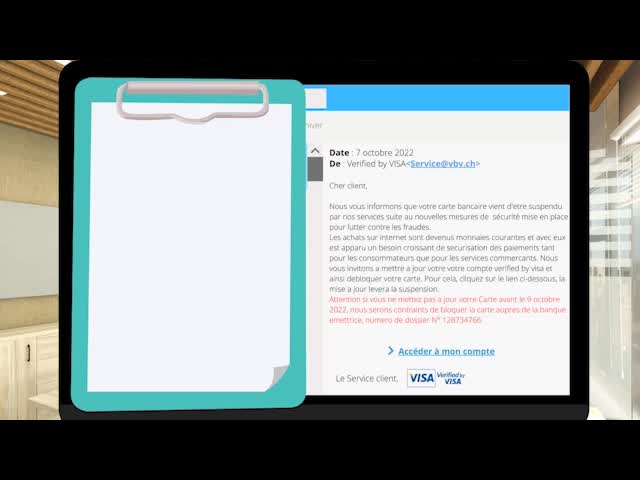 hiver
Date : 7 octobre 2022
De : Verified by VISA<Service@vbv.ch>
Cher client,
Nous vous informons que votre carte bancaire vient d'etre suspendu
par nos services suite au nouvelles mesures de sécurité mise en place
pour lutter contre les fraudes.
Les achats sur internet sont devenus monnaies courantes et avec eux
est apparu un besoin croissant de securisation des paiements tant
pour les consommateurs que pour les services commercants. Nous
vous invitons a mettre a jour votre votre compte verified by visa et
ainsi debloquer votre carte. Pour cela, cliquez sur le lien ci-dessous, la
mise a jour levera la suspension.
Attention si vous ne mettez pas a jour votre Carte avant le 9 octobre
2022, nous serons contraints de bloquer la carte aupres de la banque
emettrice, numero de dossier N° 128734766
Accéder à mon compte
Le Service client, VISA Verified by
VISA